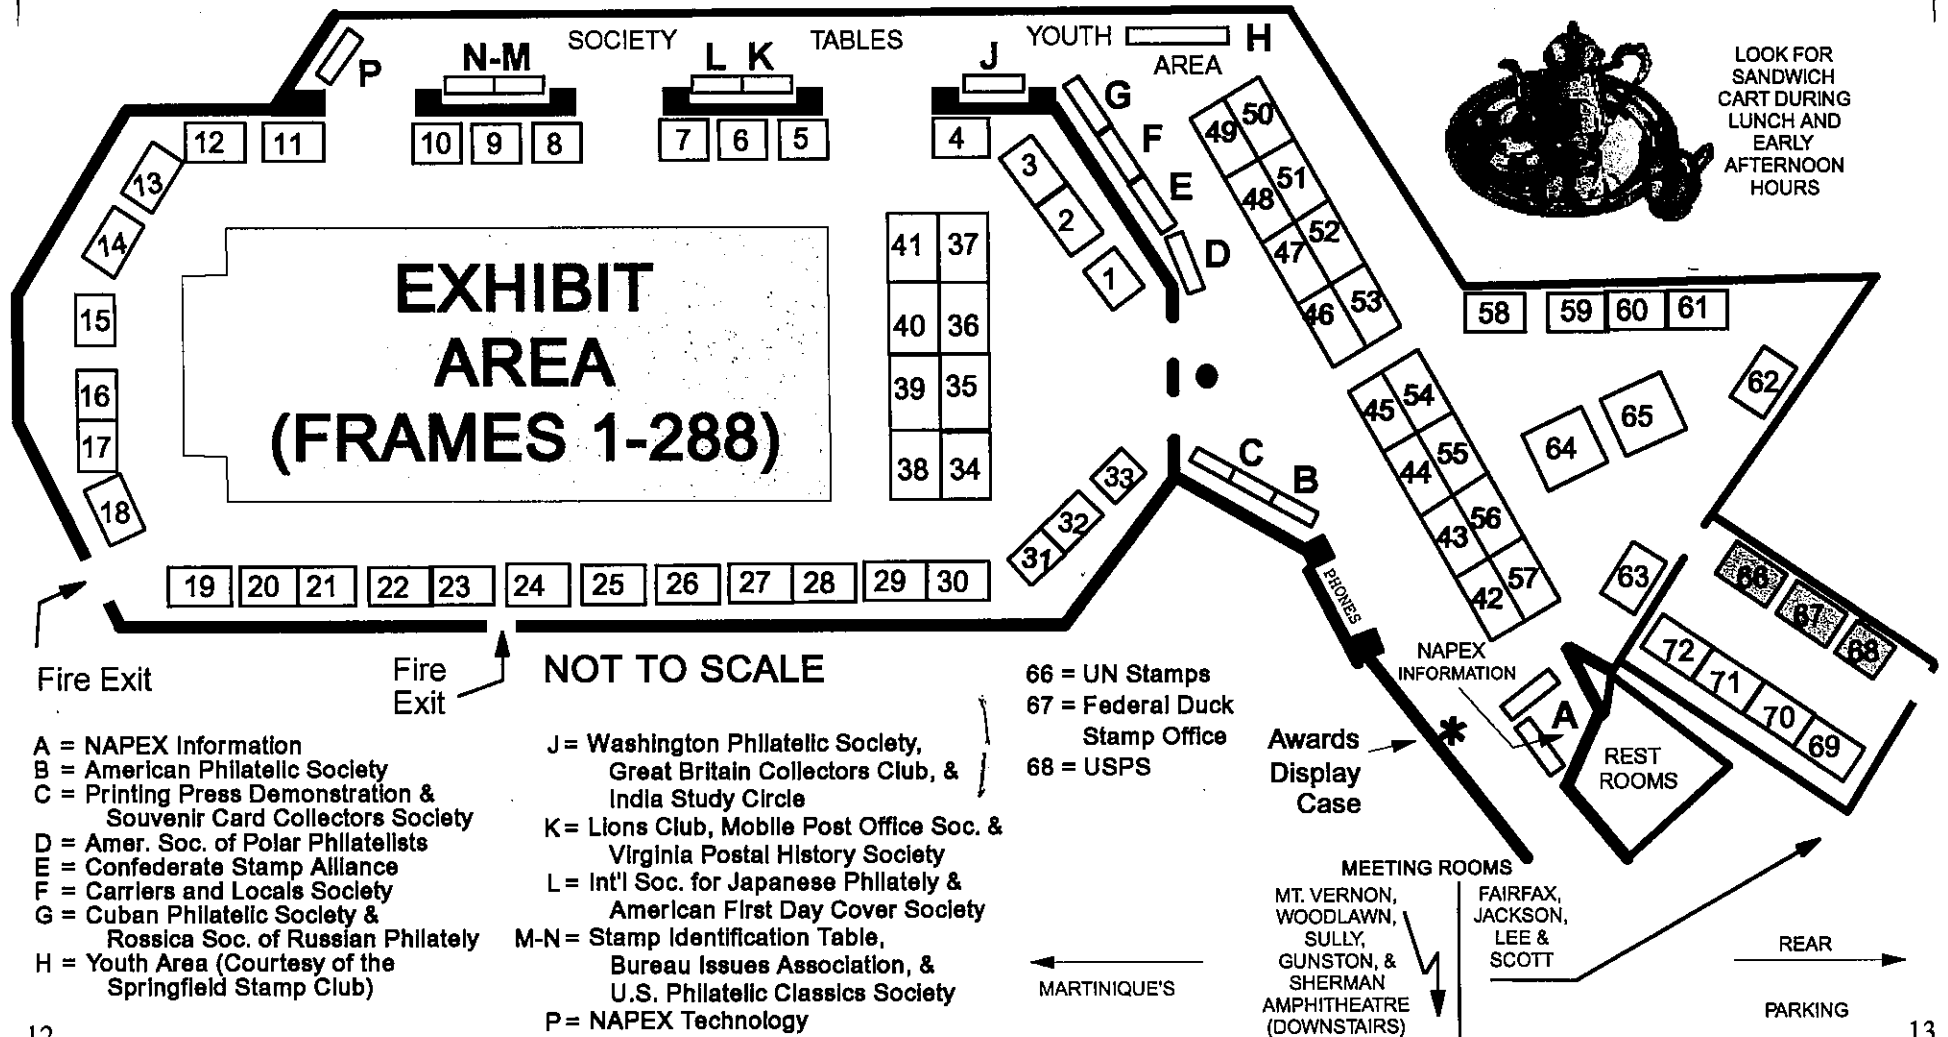 SOCIETY TABLES
YOUTH AREA
H
P
N-M
L K
J
G
F
E
D
C
B
A
LOOK FOR
SANDWICH
CART DURING
LUNCH AND
EARLY
AFTERNOON
HOURS
12 11 10 9 8 7 6 5 4
3
2
1
13
14
15
16
17
18
EXHIBIT
AREA
(FRAMES 1-288)
41 37
40 36
39 35
38 34
33
32
31
19 20 21 22 23 24 25 26 27 28 29 30
49 50
48 51
47 52
46 53
45 54
44 55
43 56
42 57
58 59 60 61
62
65
64
63
66
67
68
72
71
70
69
PHONES
Fire Exit
Fire
Exit
NOT TO SCALE
NAPEX
INFORMATION
Awards
Display
Case
*
REST
ROOMS
A = NAPEX Information
B = American Philatelic Society
C = Printing Press Demonstration &
Souvenir Card Collectors Society
D = Amer. Soc. of Polar Philatelists
E = Confederate Stamp Alliance
F = Carriers and Locals Society
G = Cuban Philatelic Society &
Rossica Soc. of Russian Philately
H = Youth Area (Courtesy of the
Springfield Stamp Club)
J = Washington Philatelic Society,
Great Britain Collectors Club, &
India Study Circle
K = Lions Club, Mobile Post Office Soc. &
Virginia Postal History Society
L = Int'l Soc. for Japanese Philately &
American First Day Cover Society
M-N = Stamp Identification Table,
Bureau Issues Association, &
U.S. Philatelic Classics Society
P = NAPEX Technology
66 = UN Stamps
67 = Federal Duck
Stamp Office
68 = USPS
MARTINIQUE'S
MEETING ROOMS
MT. VERNON,
WOODLAWN,
SULLY,
GUNSTON, &
SHERMAN
AMPHITHEATRE
(DOWNSTAIRS)
FAIRFAX,
JACKSON,
LEE &
SCOTT
REAR
PARKING
12
13